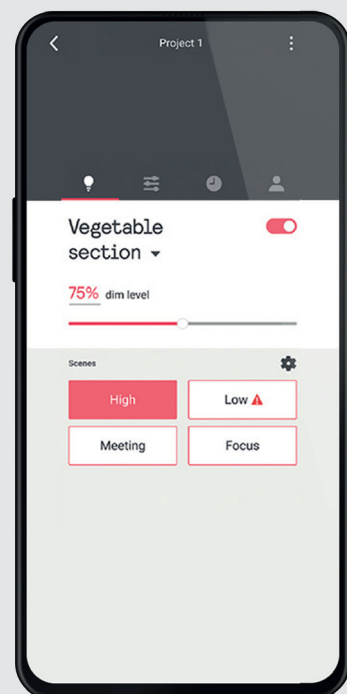 Project 1
Vegetable
section
75% dim level
Scenes
High
Low
Meeting
Focus